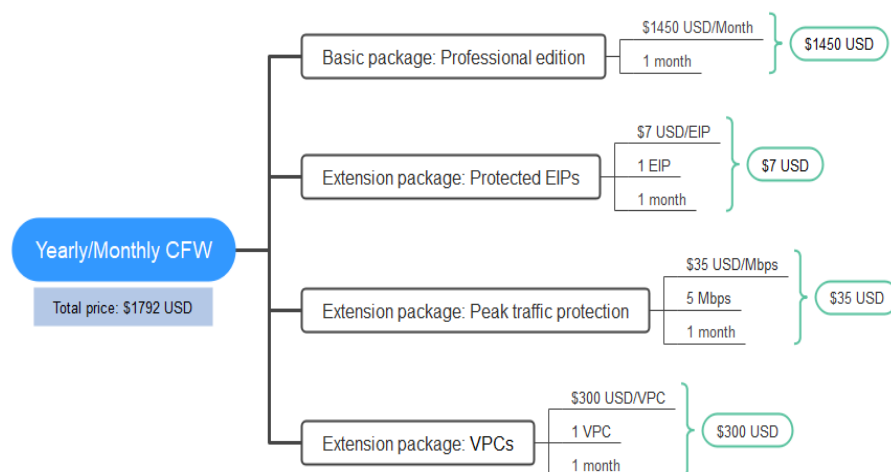 Yearly/Monthly CFW
Total price: $1792 USD
Basic package: Professional edition
$1450 USD/Month
1 month
$1450 USD
Extension package: Protected EIPs
$7 USD/EIP
1 EIP
1 month
$7 USD
Extension package: Peak traffic protection
$35 USD/Mbps
5 Mbps
1 month
$35 USD
Extension package: VPCs
$300 USD/VPC
1 VPC
1 month
$300 USD